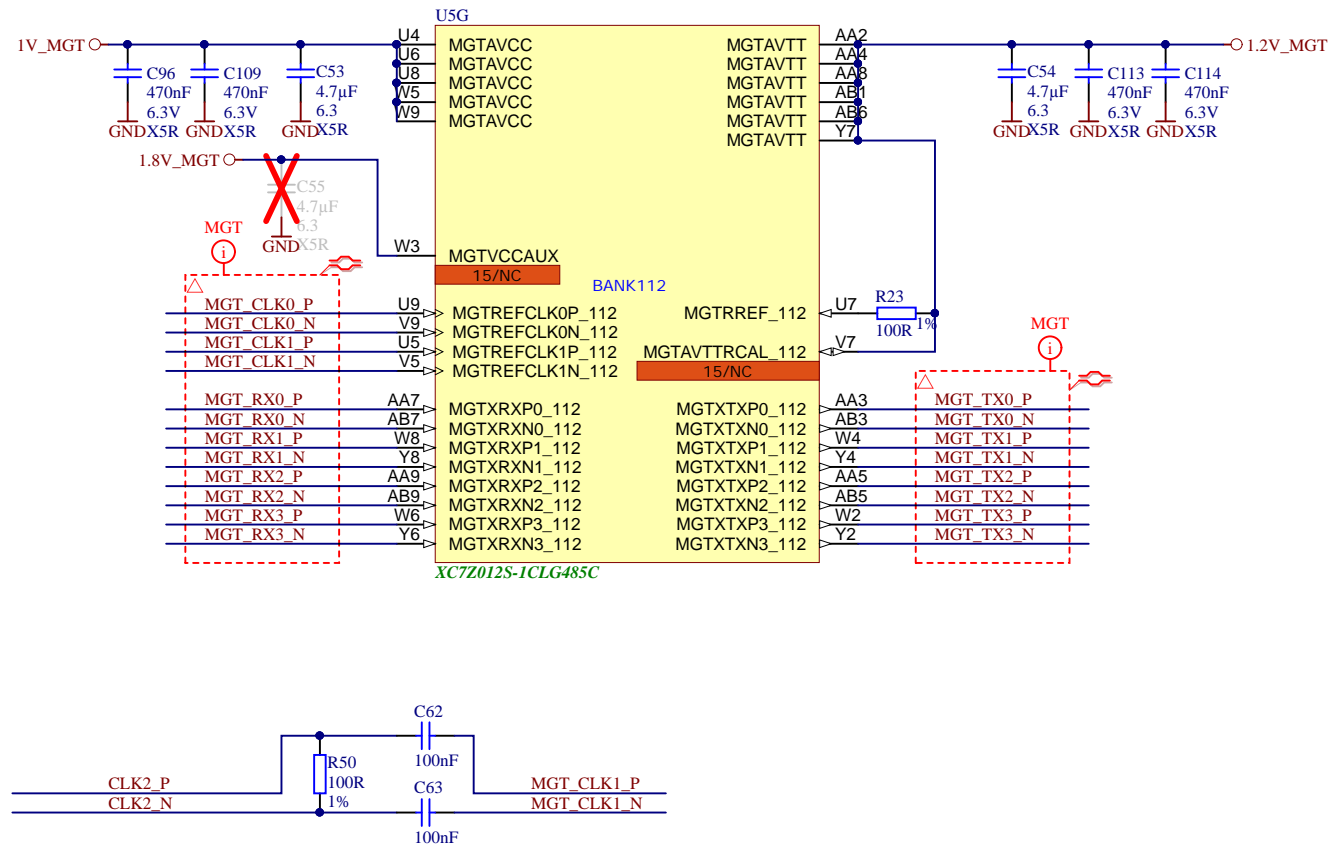 U5G
1V_MGT
C96
470nF
6.3V
X5R
GND
C109
470nF
6.3V
X5R
GND
C53
4.7µF
6.3
X5R
GND
U4 MGTAVCC
U6 MGTAVCC
U8 MGTAVCC
W5 MGTAVCC
W9 MGTAVCC
MGTAVTT AA2
MGTAVTT AA4
MGTAVTT AA8
MGTAVTT AB1
MGTAVTT AB6
MGTAVTT Y7
1.2V_MGT
C54
4.7µF
6.3
X5R
GND
C113
470nF
6.3V
X5R
GND
C114
470nF
6.3V
X5R
GND
1.8V_MGT
C55
4.7µF
6.3
X5R
GND
W3 MGTVCCAUX
15/NC
BANK112
MGT
i
MGT_CLK0_P U9 MGTREFCLK0P_112
MGT_CLK0_N V9 MGTREFCLK0N_112
MGT_CLK1_P U5 MGTREFCLK1P_112
MGT_CLK1_N V5 MGTREFCLK1N_112
MGTRREF_112 U7
R23
100R
1%
MGTAVTTRCAL_112 V7
15/NC
MGT
i
MGT_RX0_P AA7 MGTXRXP0_112
MGT_RX0_N AB7 MGTXRXN0_112
MGT_RX1_P W8 MGTXRXP1_112
MGT_RX1_N Y8 MGTXRXN1_112
MGT_RX2_P AA9 MGTXRXP2_112
MGT_RX2_N AB9 MGTXRXN2_112
MGT_RX3_P W6 MGTXRXP3_112
MGT_RX3_N Y6 MGTXRXN3_112
MGTXTXP0_112 AA3 MGT_TX0_P
MGTXTXN0_112 AB3 MGT_TX0_N
MGTXTXP1_112 W4 MGT_TX1_P
MGTXTXN1_112 Y4 MGT_TX1_N
MGTXTXP2_112 AA5 MGT_TX2_P
MGTXTXN2_112 AB5 MGT_TX2_N
MGTXTXP3_112 W2 MGT_TX3_P
MGTXTXN3_112 Y2 MGT_TX3_N
XC7Z012S-1CLG485C
C62
100nF
R50
100R
1%
CLK2_P
CLK2_N
C63
100nF
MGT_CLK1_P
MGT_CLK1_N